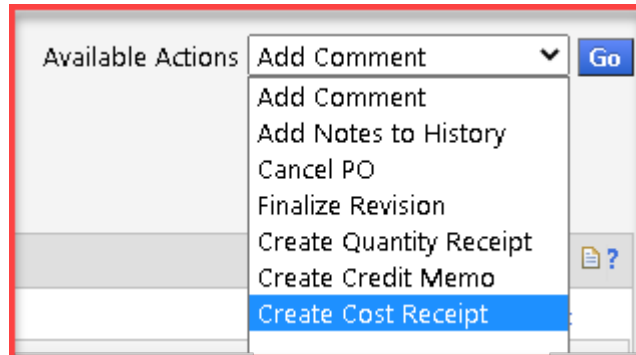 Available Actions Add Comment Go
Add Comment
Add Notes to History
Cancel PO
Finalize Revision
Create Quantity Receipt
?
Create Credit Memo
Create Cost Receipt